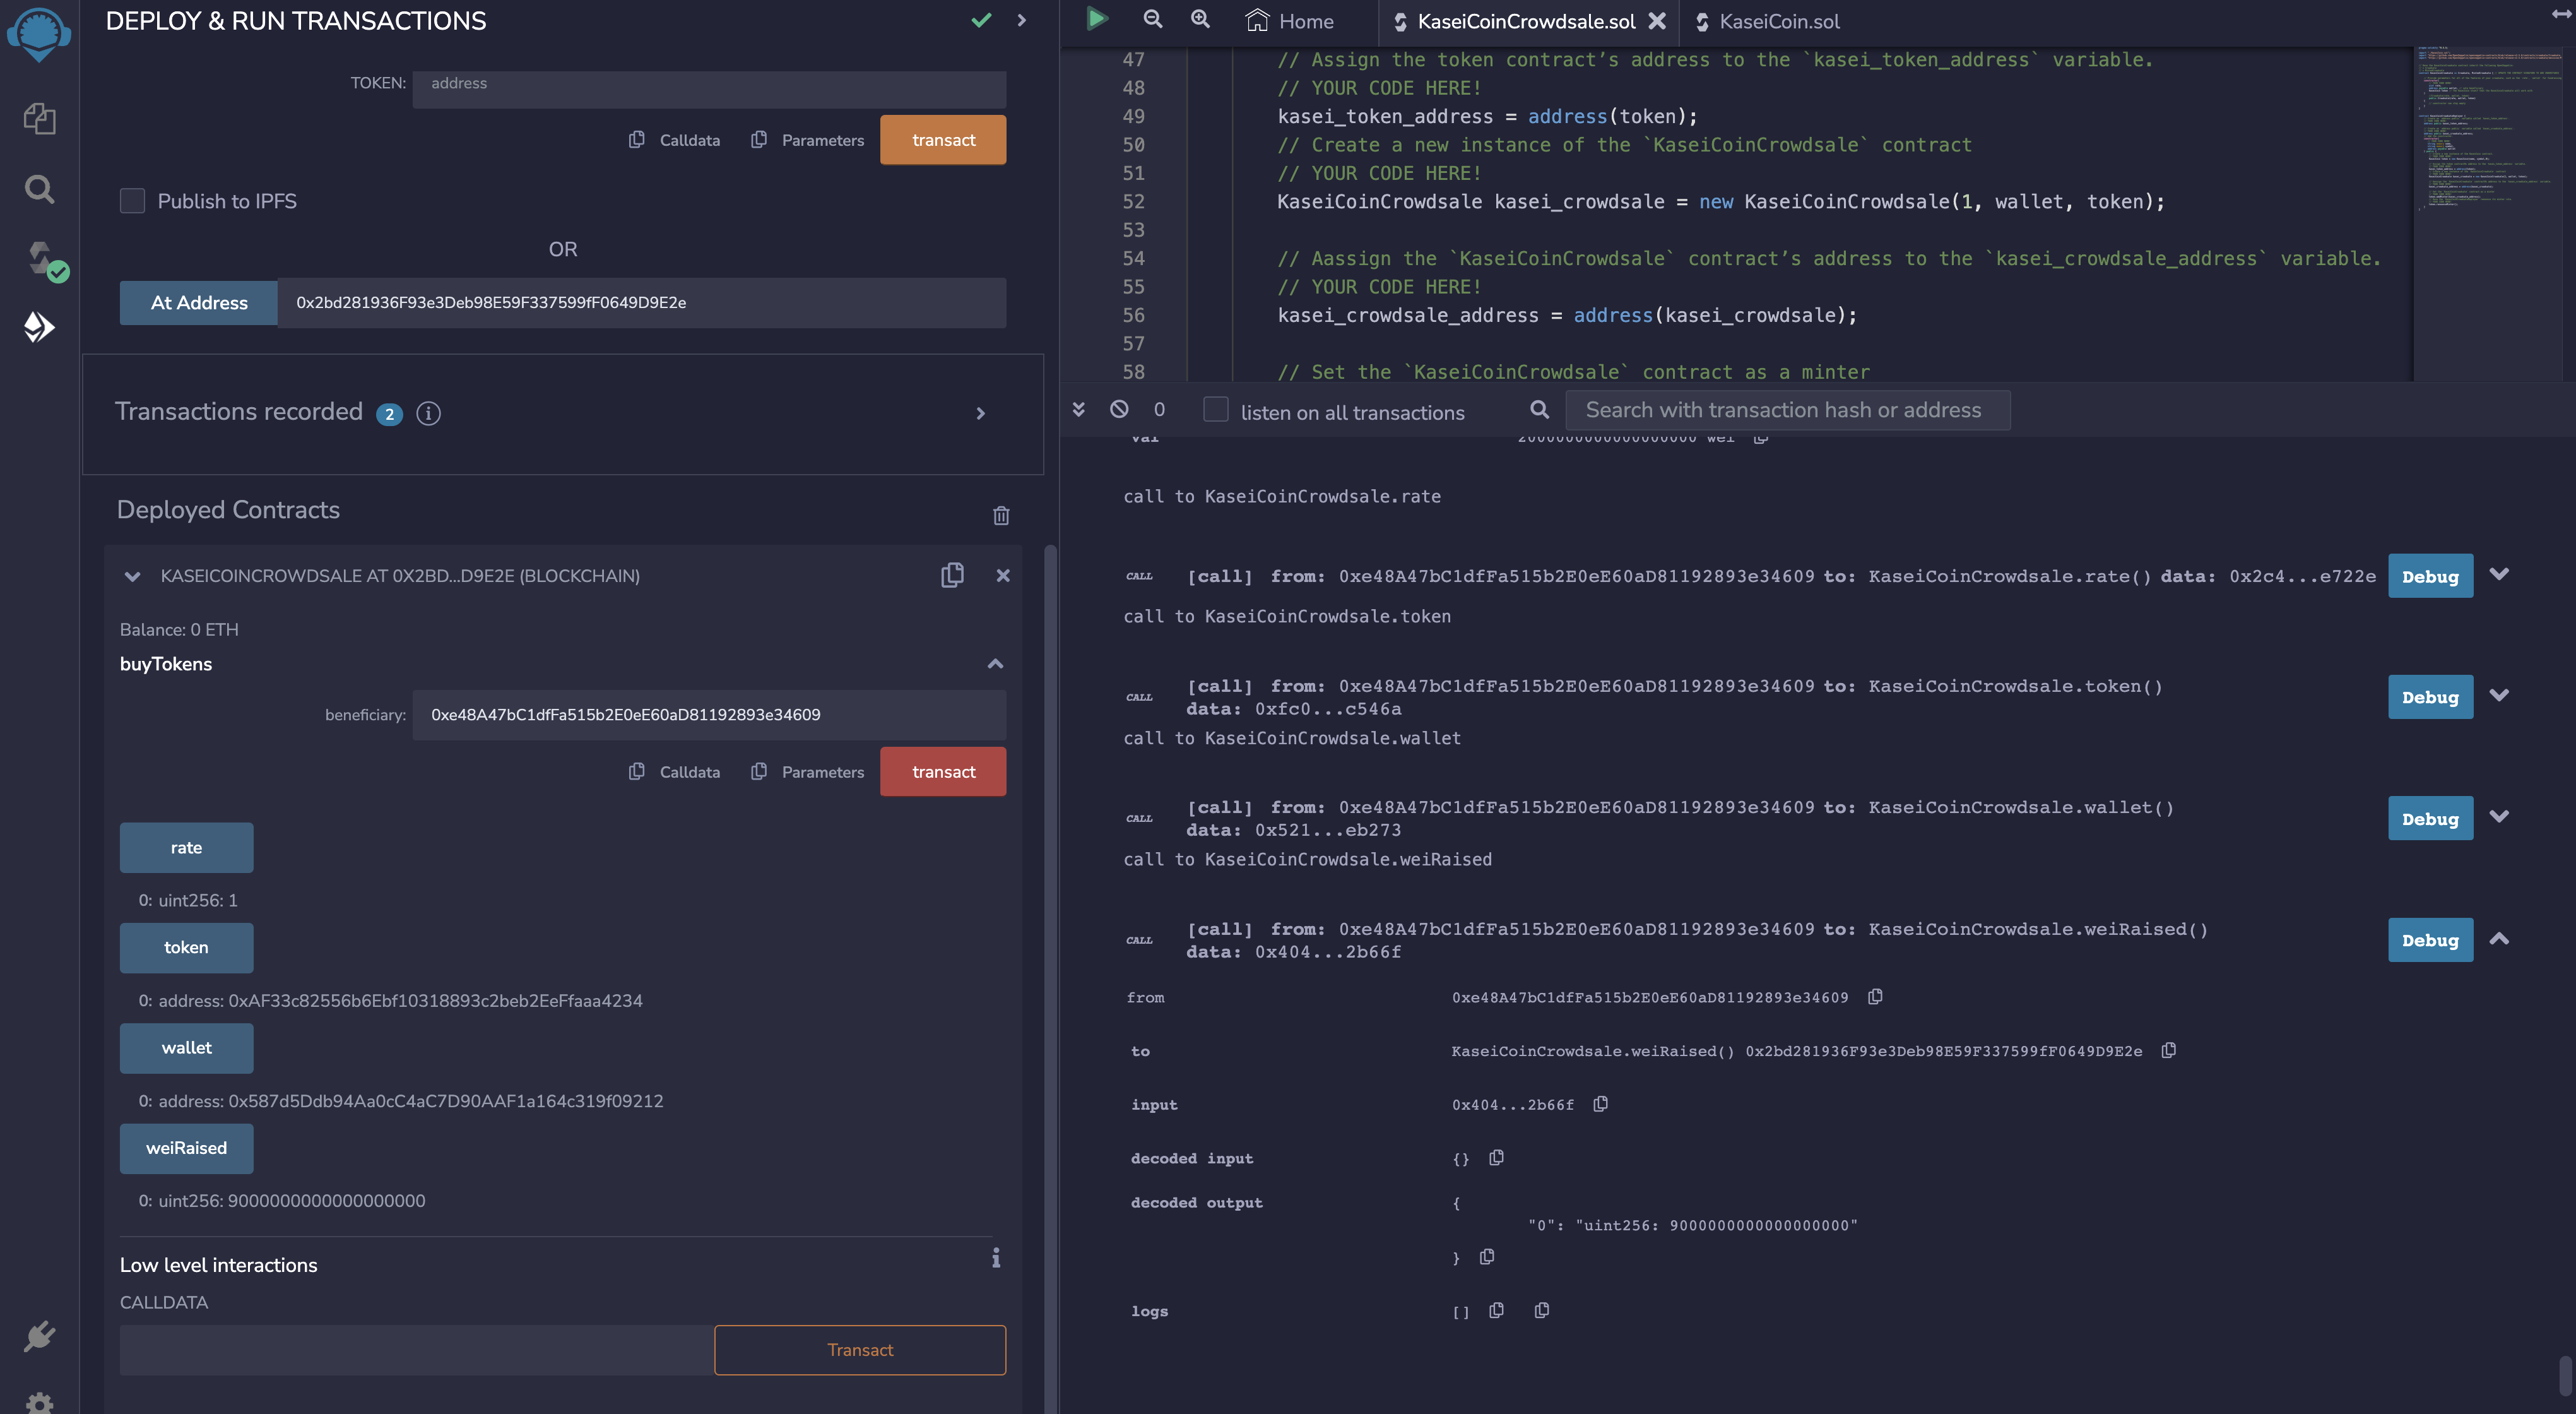 DEPLOY & RUN TRANSACTIONS
TOKEN: address
Calldata Parameters transact
Publish to IPFS
OR
At Address 0x2bd281936F93e3Deb98E59F337599fF0649D9E2e
Transactions recorded 2 i
Deployed Contracts
KASEICOINCROWDSALE AT 0X2BD...D9E2E (BLOCKCHAIN)
Balance: 0 ETH
buyTokens
beneficiary: 0xe48A47bC1dfFa515b2E0eE60aD81192893e34609
Calldata Parameters transact
rate
0: uint256: 1
token
0: address: 0xAF33c82556b6Ebf10318893c2beb2EeFfaaa4234
wallet
0: address: 0x587d5Ddb94Aa0cC4aC7D90AAF1a164c319f09212
weiRaised
0: uint256: 9000000000000000000
Low level interactions
CALLDATA
Transact
Home KaseiCoinCrowdsale.sol KaseiCoin.sol
47 // Assign the token contract’s address to the `kasei_token_address` variable.
48 // YOUR CODE HERE!
49 kasei_token_address = address(token);
50 // Create a new instance of the `KaseiCoinCrowdsale` contract
51 // YOUR CODE HERE!
52 KaseiCoinCrowdsale kasei_crowdsale = new KaseiCoinCrowdsale(1, wallet, token);
53
54 // Aassign the `KaseiCoinCrowdsale` contract’s address to the `kasei_crowdsale_address` variable.
55 // YOUR CODE HERE!
56 kasei_crowdsale_address = address(kasei_crowdsale);
57
58 // Set the `KaseiCoinCrowdsale` contract as a minter
0 listen on all transactions Search with transaction hash or address
val 2000000000000000000 wei
call to KaseiCoinCrowdsale.rate
CALL [call] from: 0xe48A47bC1dfFa515b2E0eE60aD81192893e34609 to: KaseiCoinCrowdsale.rate() data: 0x2c4...e722e Debug
call to KaseiCoinCrowdsale.token
CALL [call] from: 0xe48A47bC1dfFa515b2E0eE60aD81192893e34609 to: KaseiCoinCrowdsale.token()
data: 0xfc0...c546a Debug
call to KaseiCoinCrowdsale.wallet
CALL [call] from: 0xe48A47bC1dfFa515b2E0eE60aD81192893e34609 to: KaseiCoinCrowdsale.wallet()
data: 0x521...eb273 Debug
call to KaseiCoinCrowdsale.weiRaised
CALL [call] from: 0xe48A47bC1dfFa515b2E0eE60aD81192893e34609 to: KaseiCoinCrowdsale.weiRaised()
data: 0x404...2b66f Debug
from 0xe48A47bC1dfFa515b2E0eE60aD81192893e34609
to KaseiCoinCrowdsale.weiRaised() 0x2bd281936F93e3Deb98E59F337599fF0649D9E2e
input 0x404...2b66f
decoded input {}
decoded output {
"0": "uint256: 9000000000000000000"
}
logs []